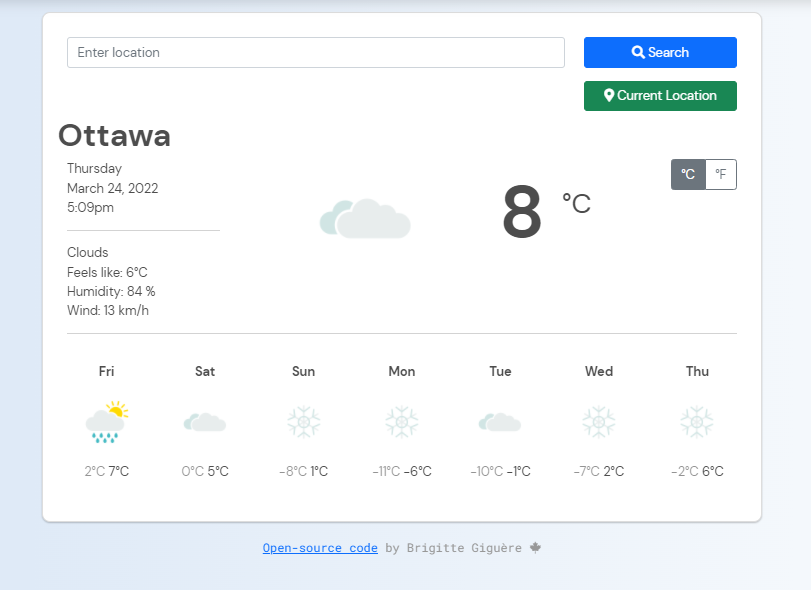 Enter location
Search
Current Location
Ottawa
Thursday
March 24, 2022
5:09pm
8 °C
°C °F
Clouds
Feels like: 6°C
Humidity: 84 %
Wind: 13 km/h
Fri Sat Sun Mon Tue Wed Thu
2°C 7°C 0°C 5°C -8°C 1°C -11°C -6°C -10°C -1°C -7°C 2°C -2°C 6°C
Open-source code by Brigitte Giguère